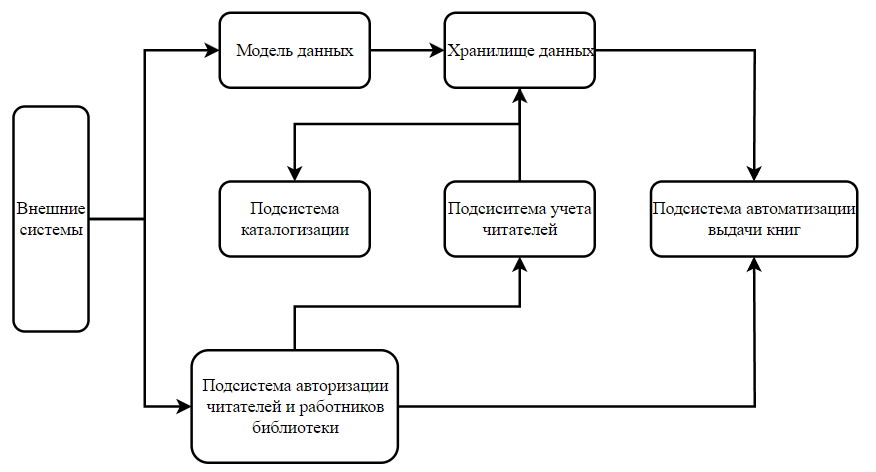 Модель данных
Хранилище данных
Внешние
системы
Подсистема
каталогизации
Подсиситема учета
читателей
Подсистема автоматизации
выдачи книг
Подсистема авторизации
читателей и работников
библиотеки